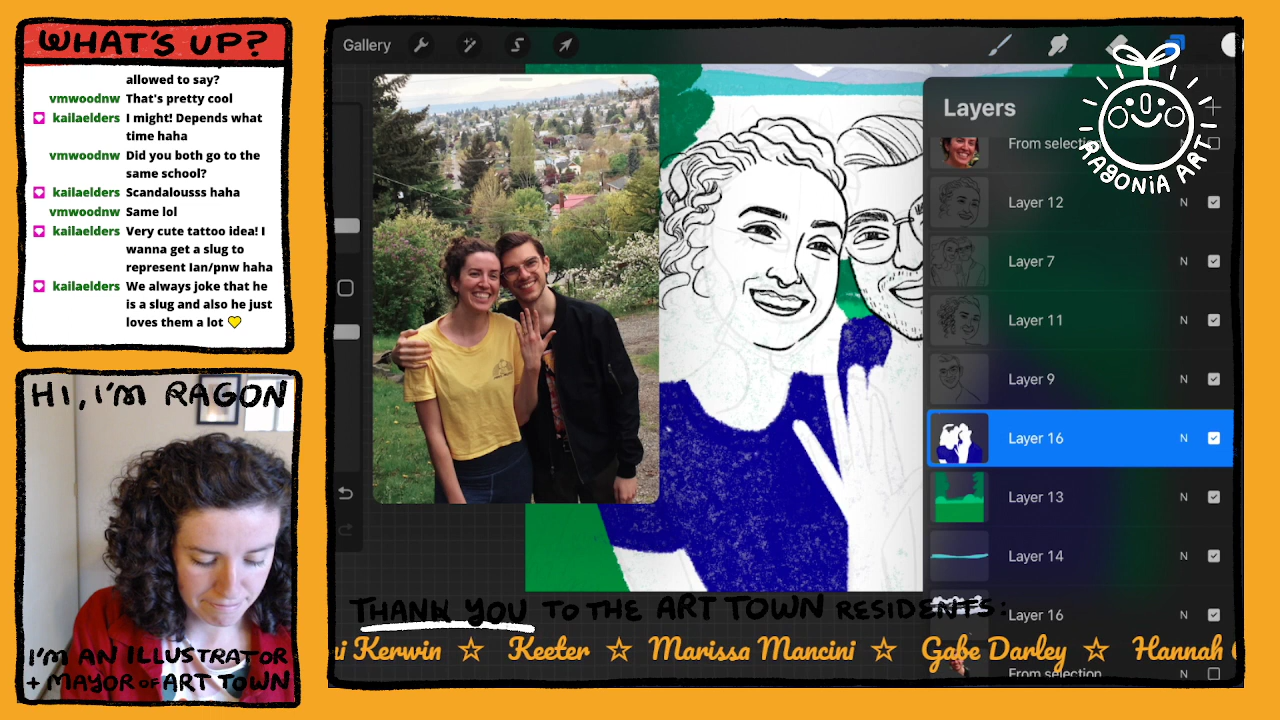 WHAT'S UP?
allowed to say?
vmwoodnw That's pretty cool
kailaelders I might! Depends what
time haha
vmwoodnw Did you both go to the
same school?
kailaelders Scandalousss haha
vmwoodnw Same lol
kailaelders Very cute tattoo idea! I
wanna get a slug to
represent Ian/pnw haha
kailaelders We always joke that he
is a slug and also he just
loves them a lot 💛
HI, I'M RAGON
I'M AN ILLUSTRATOR
+ MAYOR OF ART TOWN
Gallery
Layers
RAGONIA ART
From selection
Layer 12 N
Layer 7 N
Layer 11 N
Layer 9 N
Layer 16 N
Layer 13 N
Layer 14 N
Layer 16 N
From selection N
THANK YOU TO THE ART TOWN RESIDENTS:
Kerwin ☆ Keeter ☆ Marissa Mancini ☆ Gabe Darley ☆ Hannah